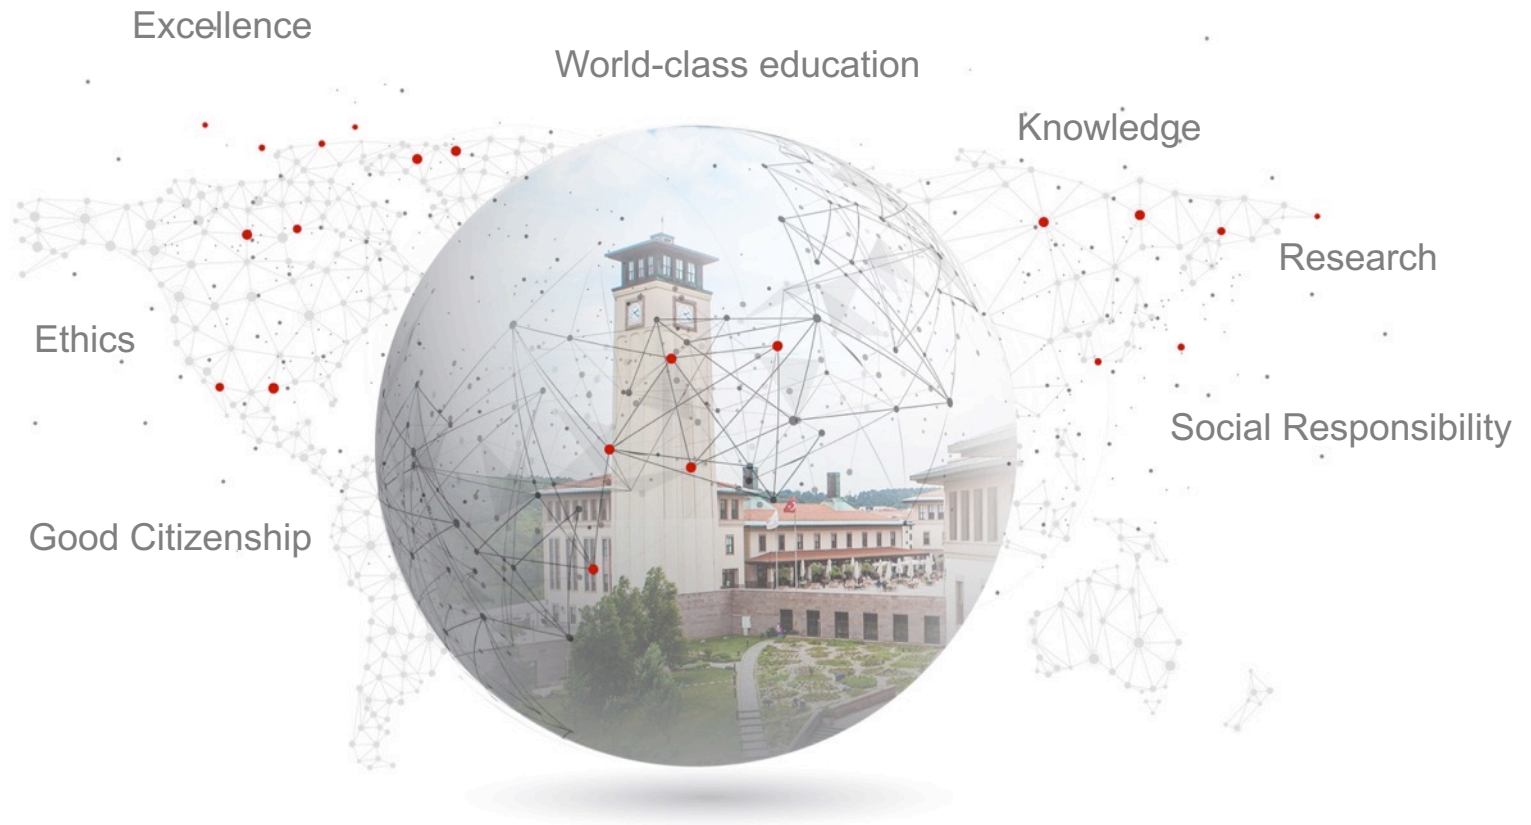 Excellence
World-class education
Knowledge
Research
Ethics
Social Responsibility
Good Citizenship